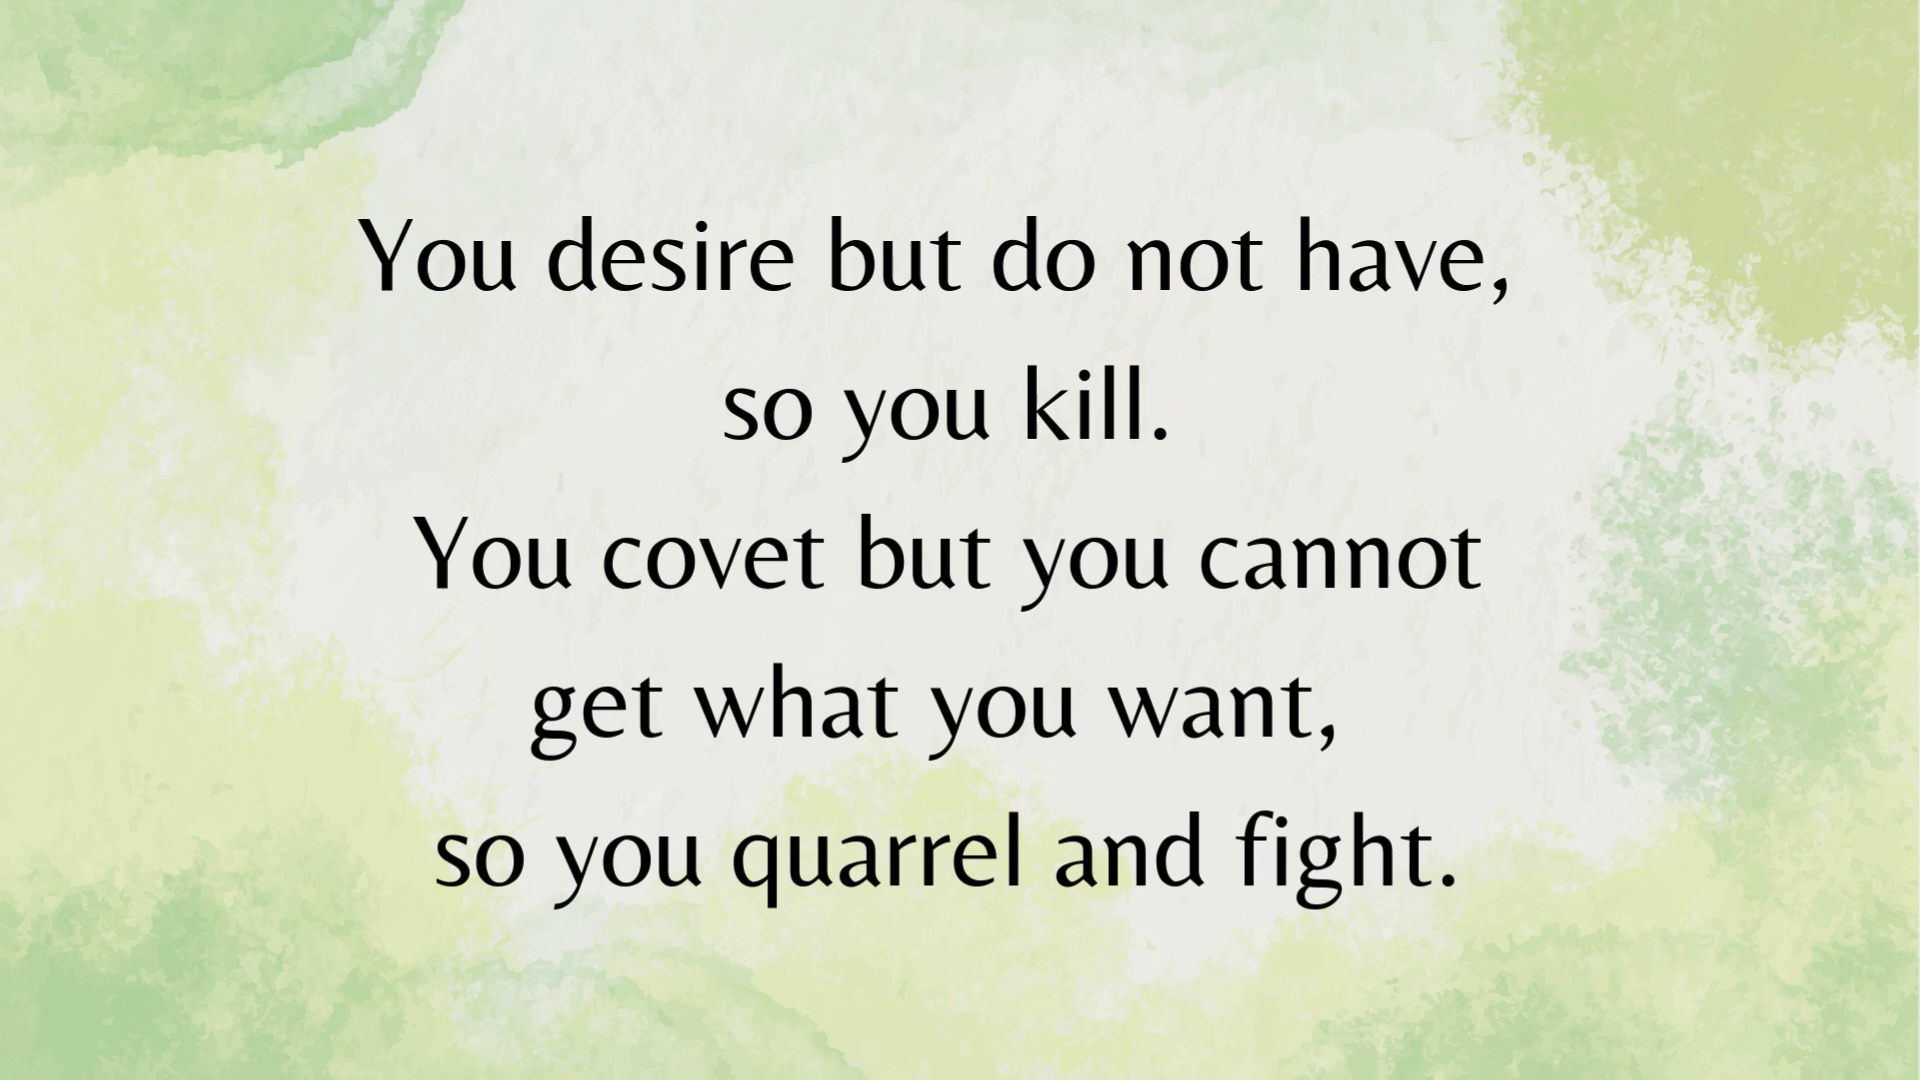 You desire but do not have,
so you kill.
You covet but you cannot
get what you want,
so you quarrel and fight.